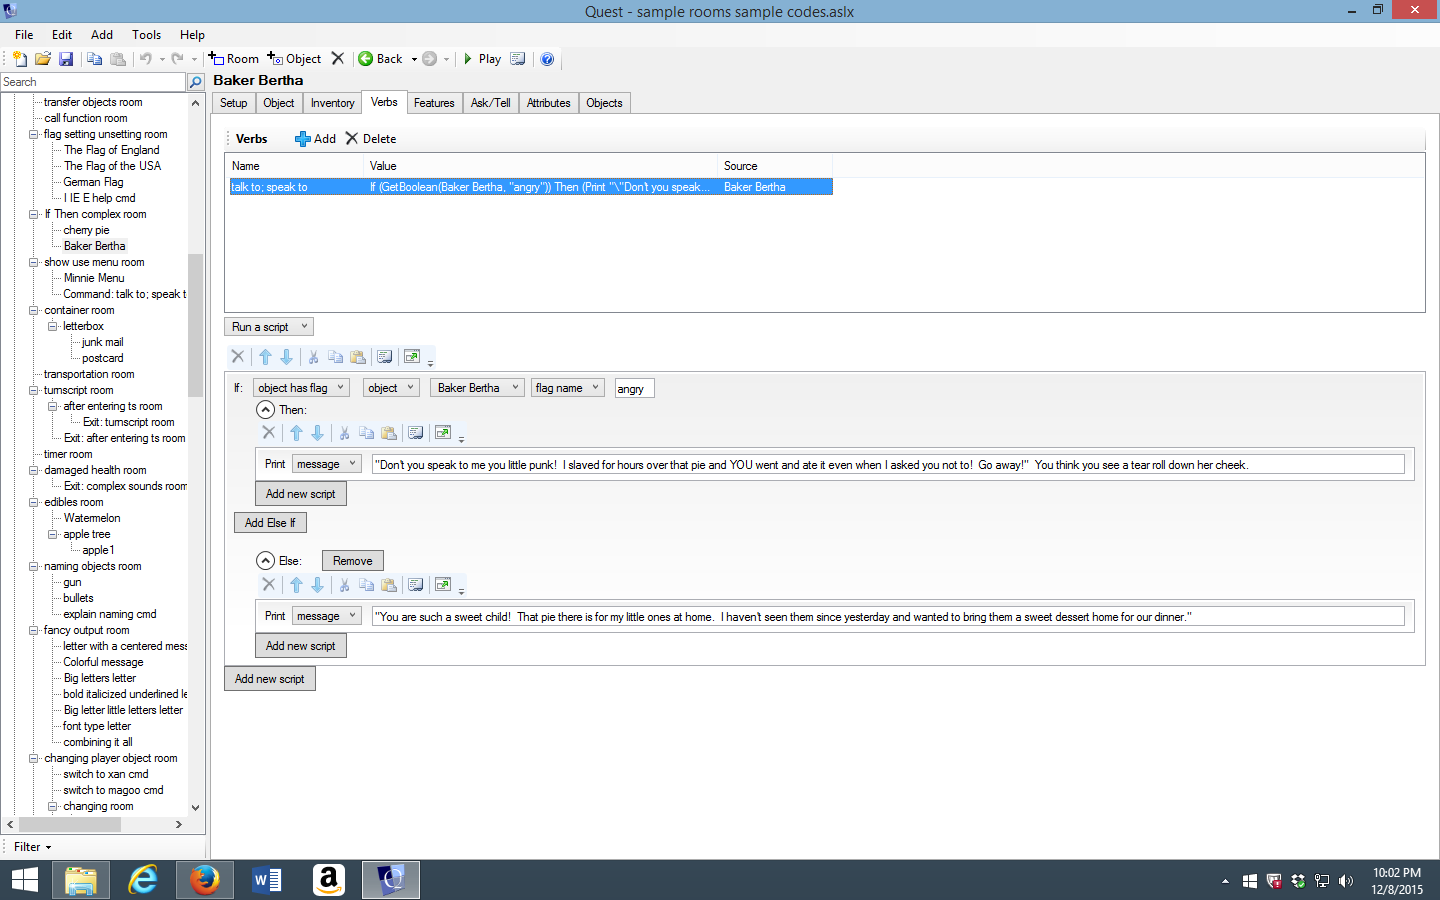 Quest - sample rooms sample codes.aslx
File Edit Add Tools Help
Room Object Back Play
Search
Baker Bertha
Setup Object Inventory Verbs Features Ask/Tell Attributes Objects
transfer objects room
call function room
flag setting unsetting room
The Flag of England
The Flag of the USA
German Flag
I IE E help cmd
If Then complex room
cherry pie
Baker Bertha
show use menu room
Minnie Menu
Command: talk to; speak t
container room
letterbox
junk mail
postcard
transportation room
turnscript room
after entering ts room
Exit: turnscript room
Exit: after entering ts room
timer room
damaged health room
Exit: complex sounds room
edibles room
Watermelon
apple tree
apple1
naming objects room
gun
bullets
explain naming cmd
fancy output room
letter with a centered mess
Colorful message
Big letters letter
bold italicized underlined le
Big letter little letters letter
font type letter
combining it all
changing player object room
switch to xan cmd
switch to magoo cmd
changing room
Filter
Verbs Add Delete
Name Value Source
talk to; speak to If (GetBoolean(Baker Bertha, "angry")) Then (Print "\"Don't you speak... Baker Bertha
Run a script
If: object has flag object Baker Bertha flag name angry
Then:
Print message "Don't you speak to me you little punk!  I slaved for hours over that pie and YOU went and ate it even when I asked you not to!  Go away!"  You think you see a tear roll down her cheek.
Add new script
Add Else If
Else: Remove
Print message "You are such a sweet child!  That pie there is for my little ones at home.  I haven't seen them since yesterday and wanted to bring them a sweet dessert home for our dinner."
Add new script
Add new script
10:02 PM
12/8/2015